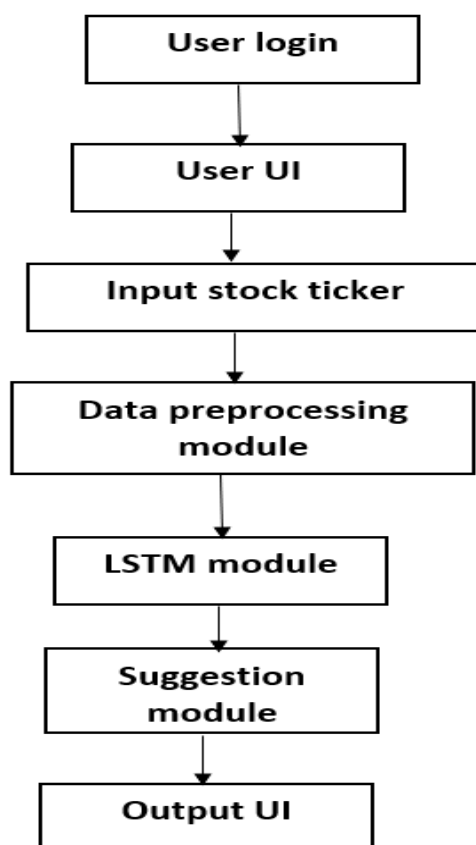 User login
User UI
Input stock ticker
Data preprocessing
module
LSTM module
Suggestion
module
Output UI